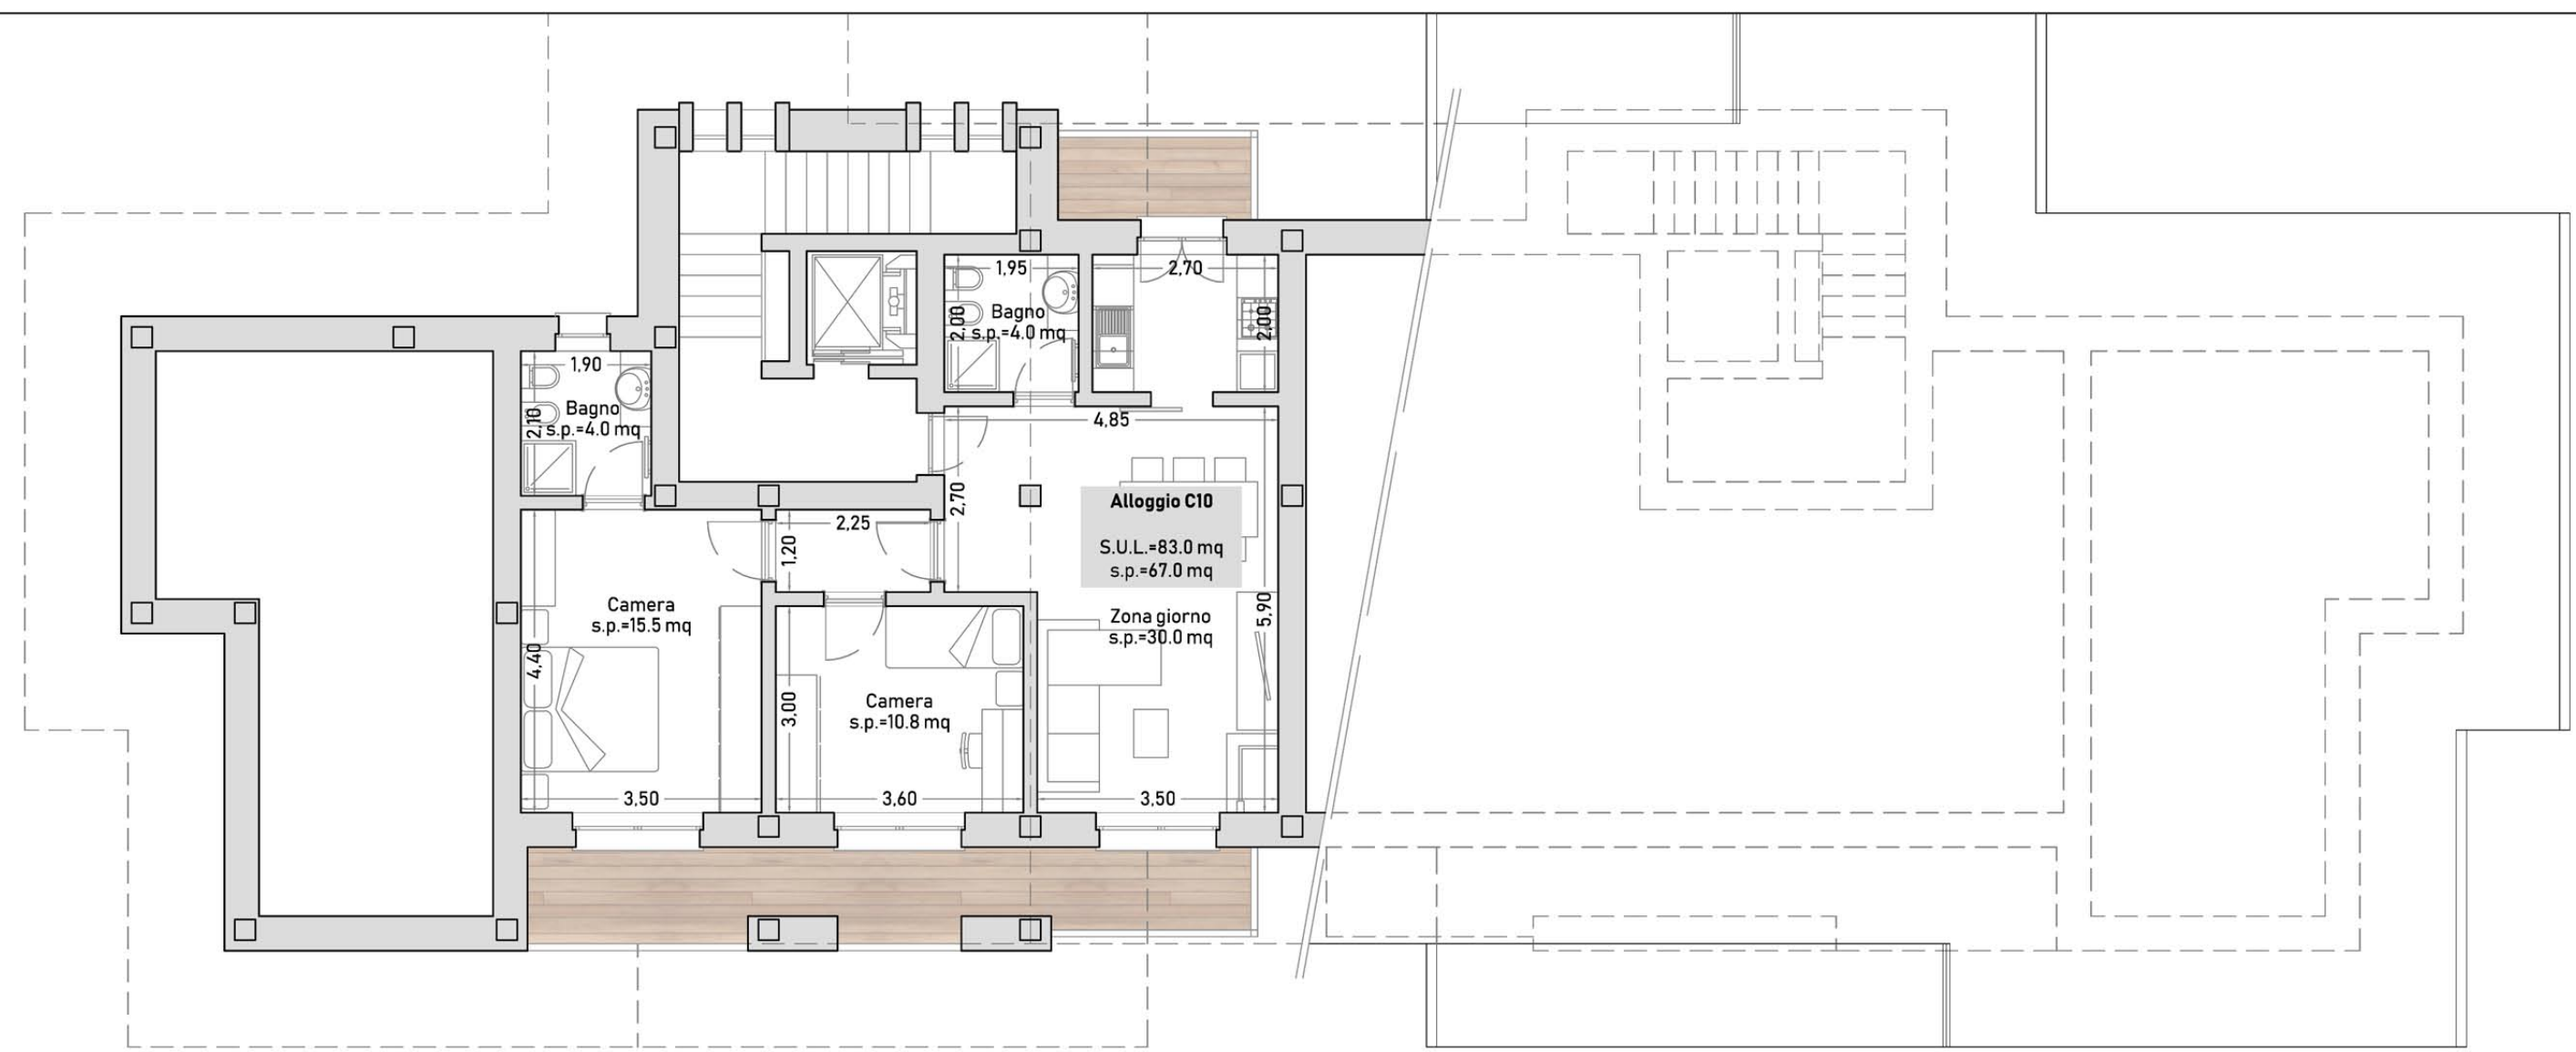 1,95
2,70
Bagno
s.p.=4.0 mq
2,00
2,00
1,90
Bagno
s.p.=4.0 mq
2,10
4,85
2,70
Alloggio C10
S.U.L.=83.0 mq
s.p.=67.0 mq
2,25
1,20
Camera
s.p.=15.5 mq
Zona giorno
s.p.=30.0 mq
5,90
4,40
Camera
s.p.=10.8 mq
3,00
3,50
3,60
3,50